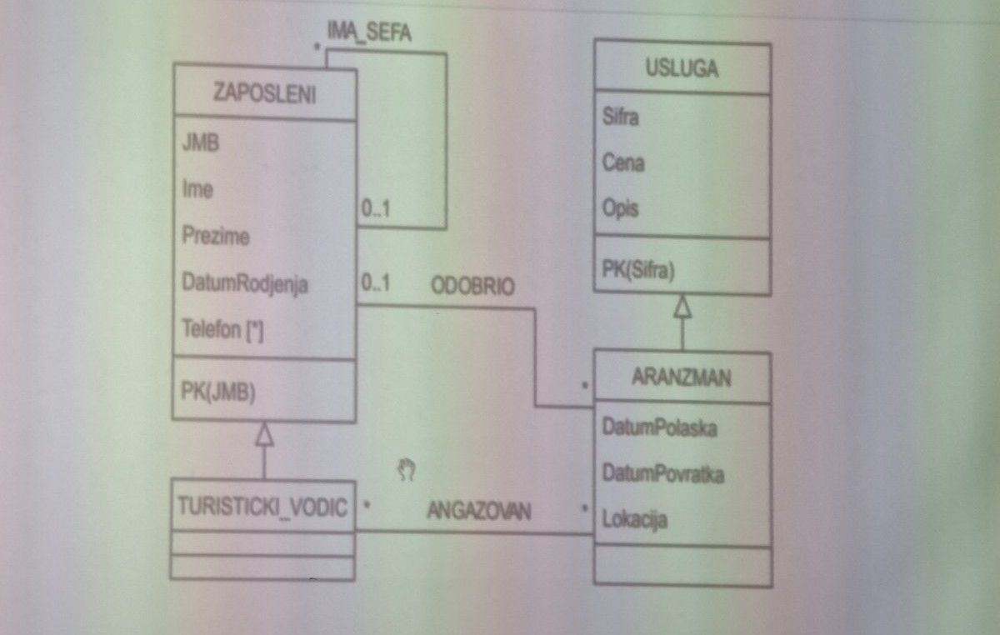 IMA_SEFA
*
ZAPOSLENI
JMB
Ime
Prezime
DatumRodjenja
Telefon [*]
PK(JMB)
0..1
0..1
ODOBRIO
*
USLUGA
Sifra
Cena
Opis
PK(Sifra)
ARANZMAN
DatumPolaska
DatumPovratka
Lokacija
TURISTICKI_VODIC
*
ANGAZOVAN
*